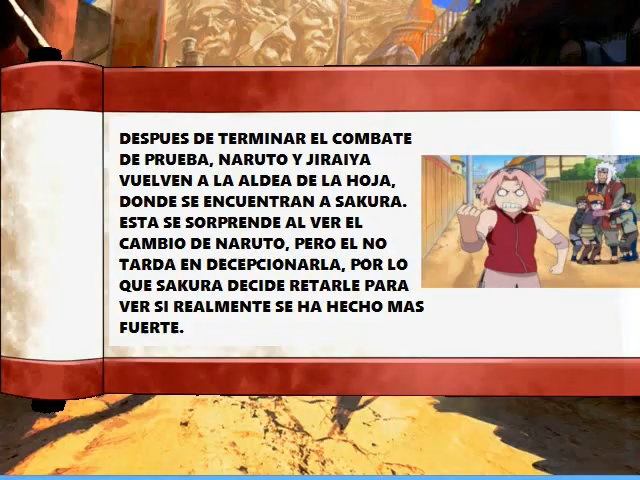 DESPUES DE TERMINAR EL COMBATE
DE PRUEBA, NARUTO Y JIRAIYA
VUELVEN A LA ALDEA DE LA HOJA,
DONDE SE ENCUENTRAN A SAKURA.
ESTA SE SORPRENDE AL VER EL
CAMBIO DE NARUTO, PERO EL NO
TARDA EN DECEPCIONARLA, POR LO
QUE SAKURA DECIDE RETARLE PARA
VER SI REALMENTE SE HA HECHO MAS
FUERTE.